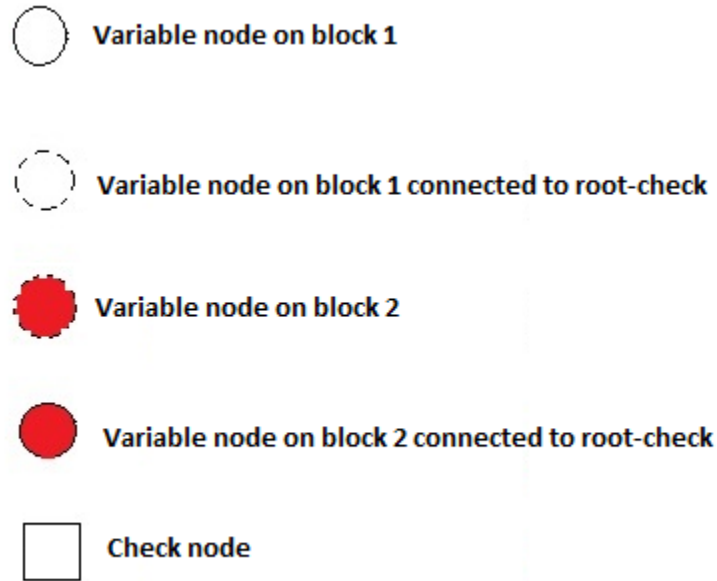 Variable node on block 1
Variable node on block 1 connected to root-check
Variable node on block 2
Variable node on block 2 connected to root-check
Check node